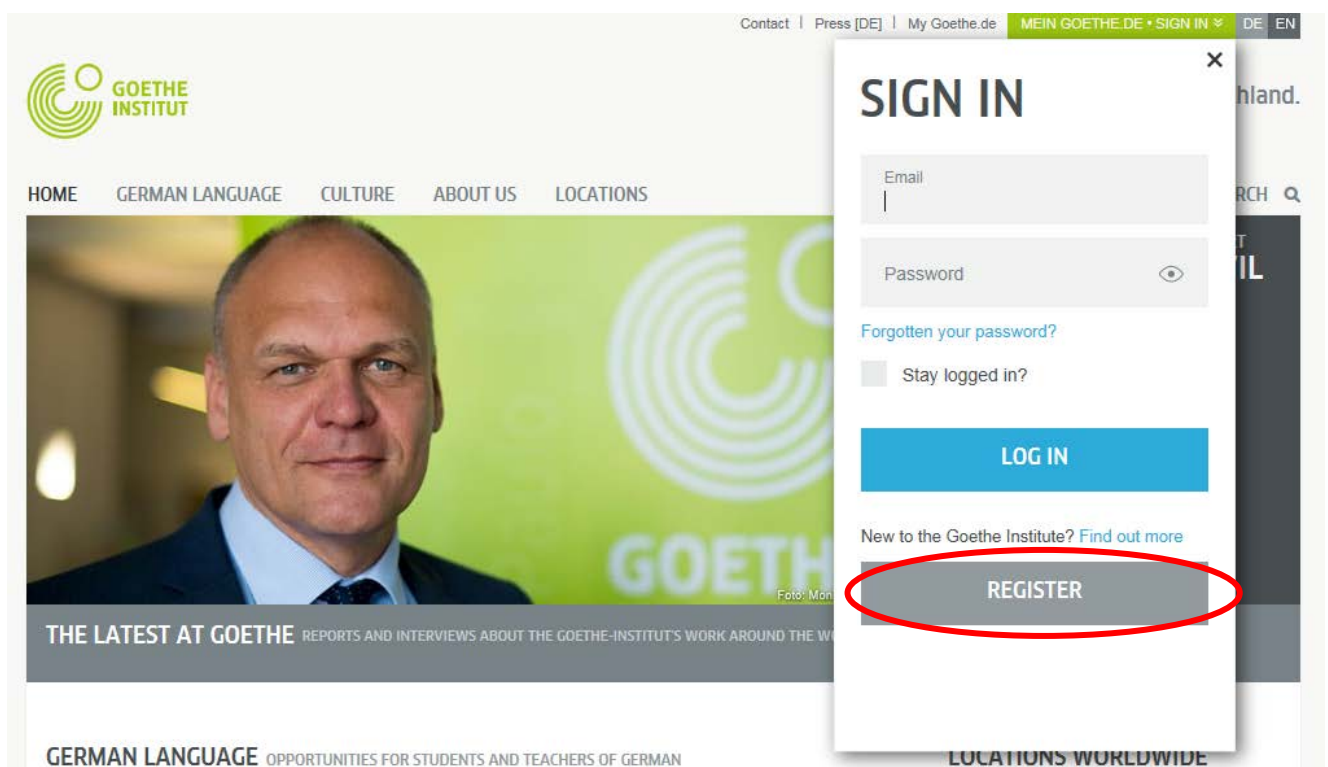 Contact | Press [DE] | My Goethe.de MEIN GOETHE.DE • SIGN IN DE EN
GOETHE
INSTITUT
hland.
HOME GERMAN LANGUAGE CULTURE ABOUT US LOCATIONS
RCH
SIGN IN
Email
Password
Forgotten your password?
Stay logged in?
LOG IN
New to the Goethe Institute? Find out more
REGISTER
GOETH
Foto: Mon
THE LATEST AT GOETHE REPORTS AND INTERVIEWS ABOUT THE GOETHE-INSTITUT'S WORK AROUND THE W
GERMAN LANGUAGE OPPORTUNITIES FOR STUDENTS AND TEACHERS OF GERMAN
LOCATIONS WORLDWIDE